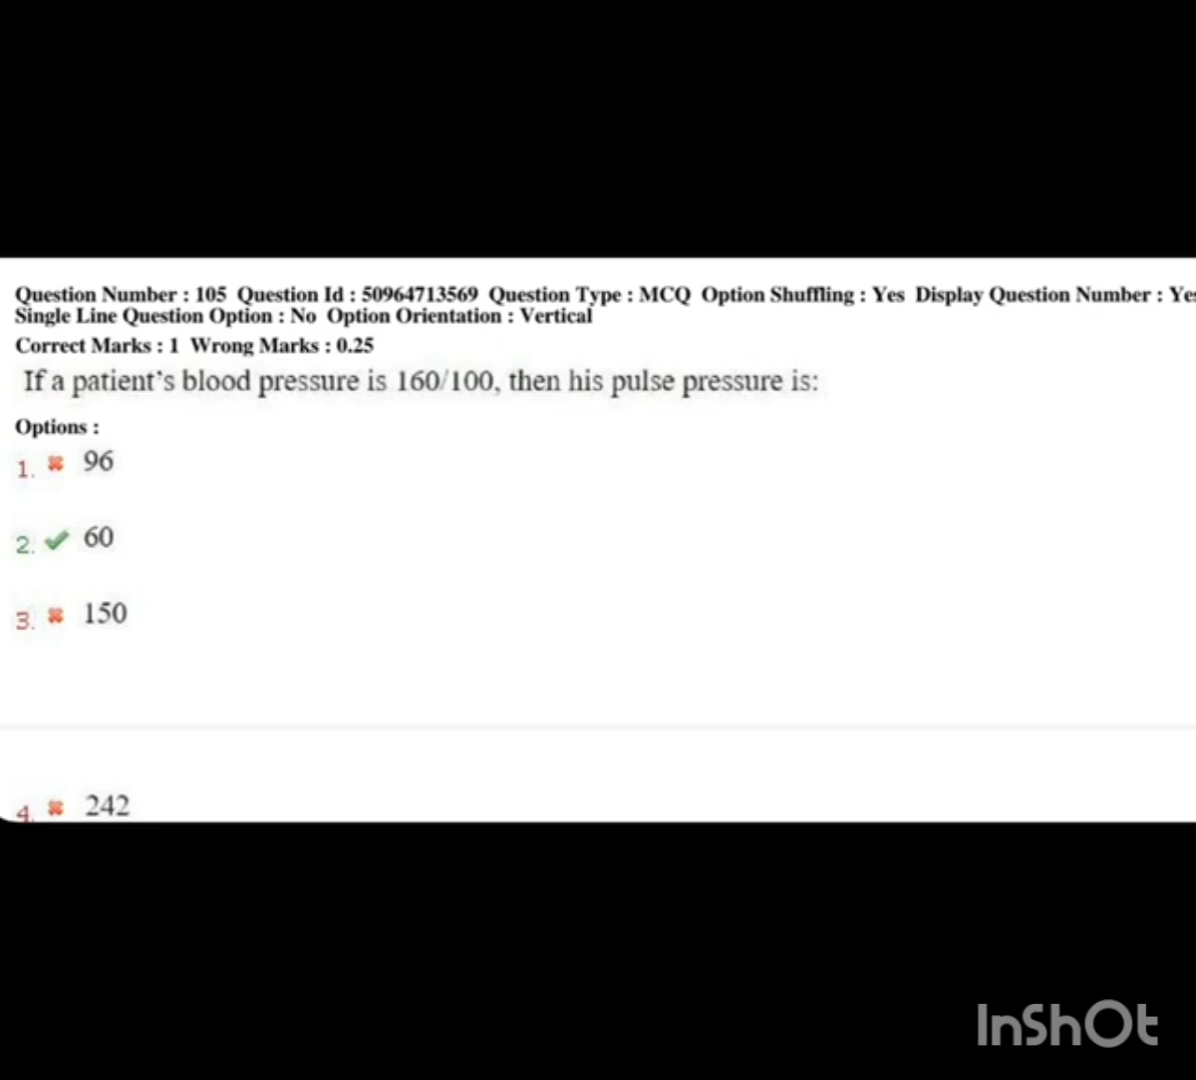 Question Number : 105 Question Id : 50964713569 Question Type : MCQ Option Shuffling : Yes Display Question Number : Yes
Single Line Question Option : No Option Orientation : Vertical
Correct Marks : 1 Wrong Marks : 0.25
If a patient's blood pressure is 160/100, then his pulse pressure is:
Options :
1. 96
2. 60
3. 150
4. 242
InShOt